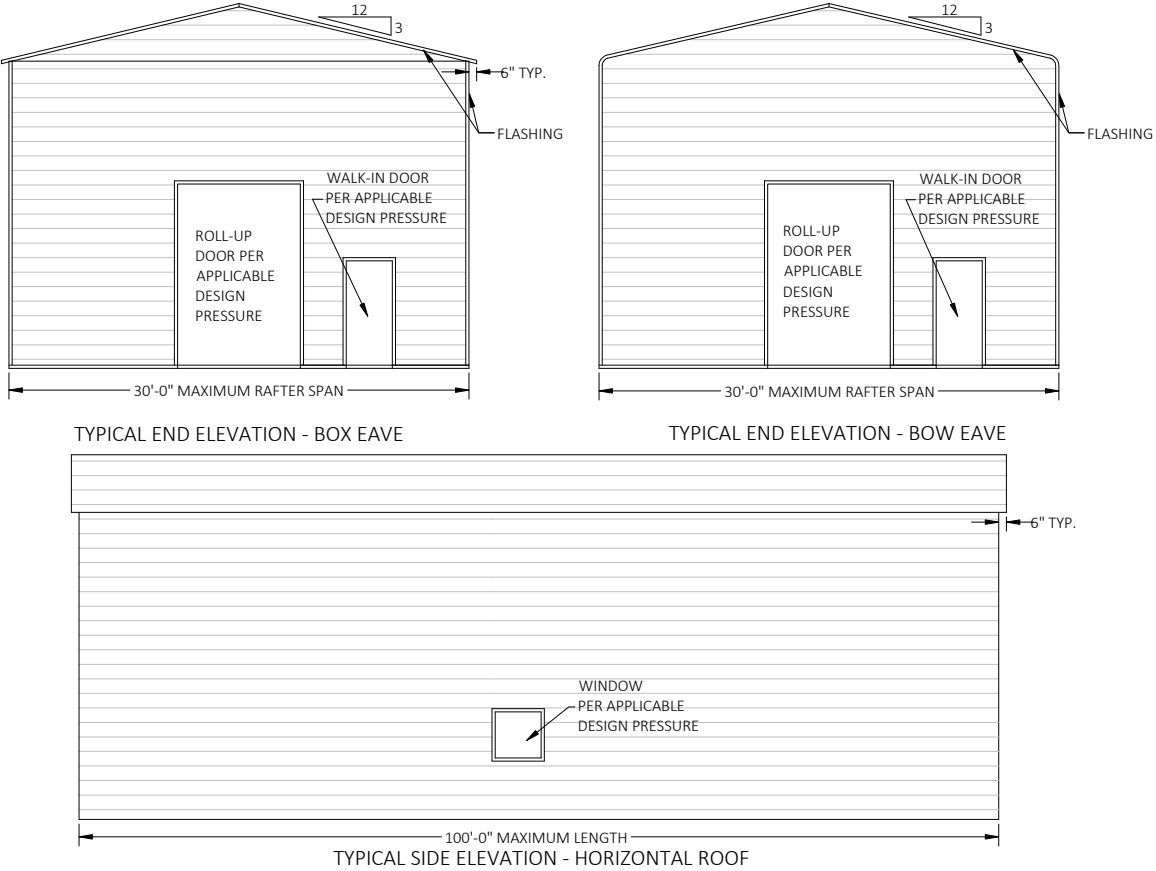 12
3
6" TYP.
FLASHING
WALK-IN DOOR
PER APPLICABLE
DESIGN PRESSURE
ROLL-UP
DOOR PER
APPLICABLE
DESIGN
PRESSURE
30'-0" MAXIMUM RAFTER SPAN
TYPICAL END ELEVATION - BOX EAVE
12
3
FLASHING
WALK-IN DOOR
PER APPLICABLE
DESIGN PRESSURE
ROLL-UP
DOOR PER
APPLICABLE
DESIGN
PRESSURE
30'-0" MAXIMUM RAFTER SPAN
TYPICAL END ELEVATION - BOW EAVE
6" TYP.
WINDOW
PER APPLICABLE
DESIGN PRESSURE
100'-0" MAXIMUM LENGTH
TYPICAL SIDE ELEVATION - HORIZONTAL ROOF